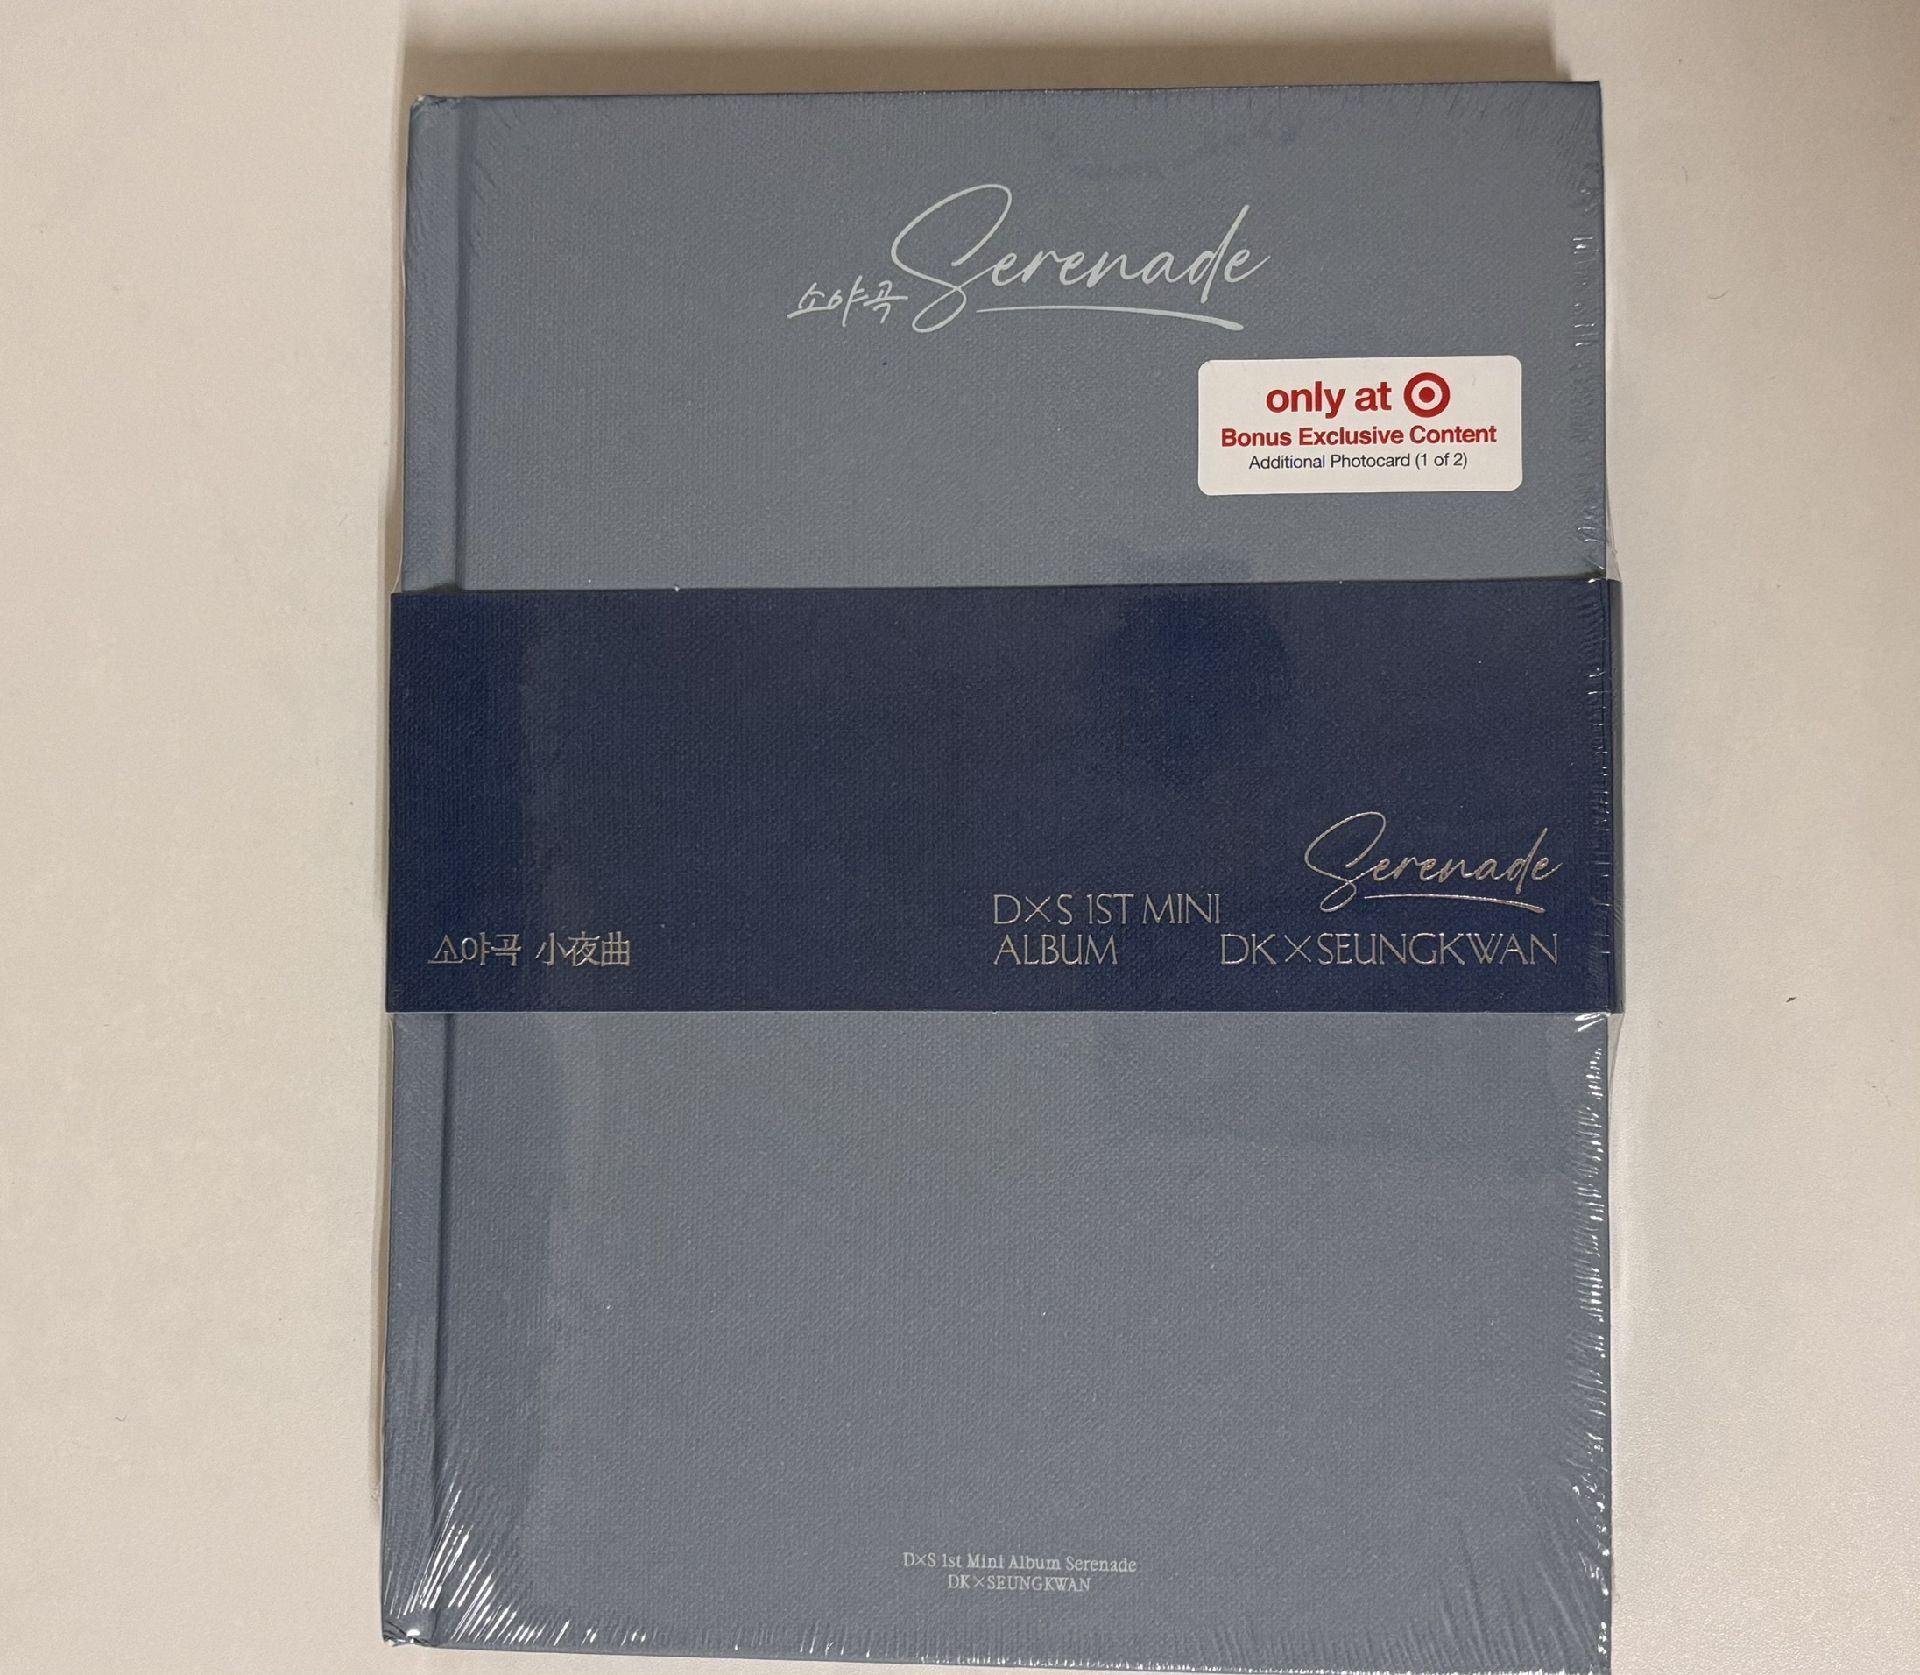 소야곡 Serenade
only at
Bonus Exclusive Content
Additional Photocard (1 of 2)
Serenade
D×S 1ST MINI
ALBUM
DK×SEUNGKWAN
소야곡 小夜曲
D×S 1st Mini Album Serenade
DK×SEUNGKWAN